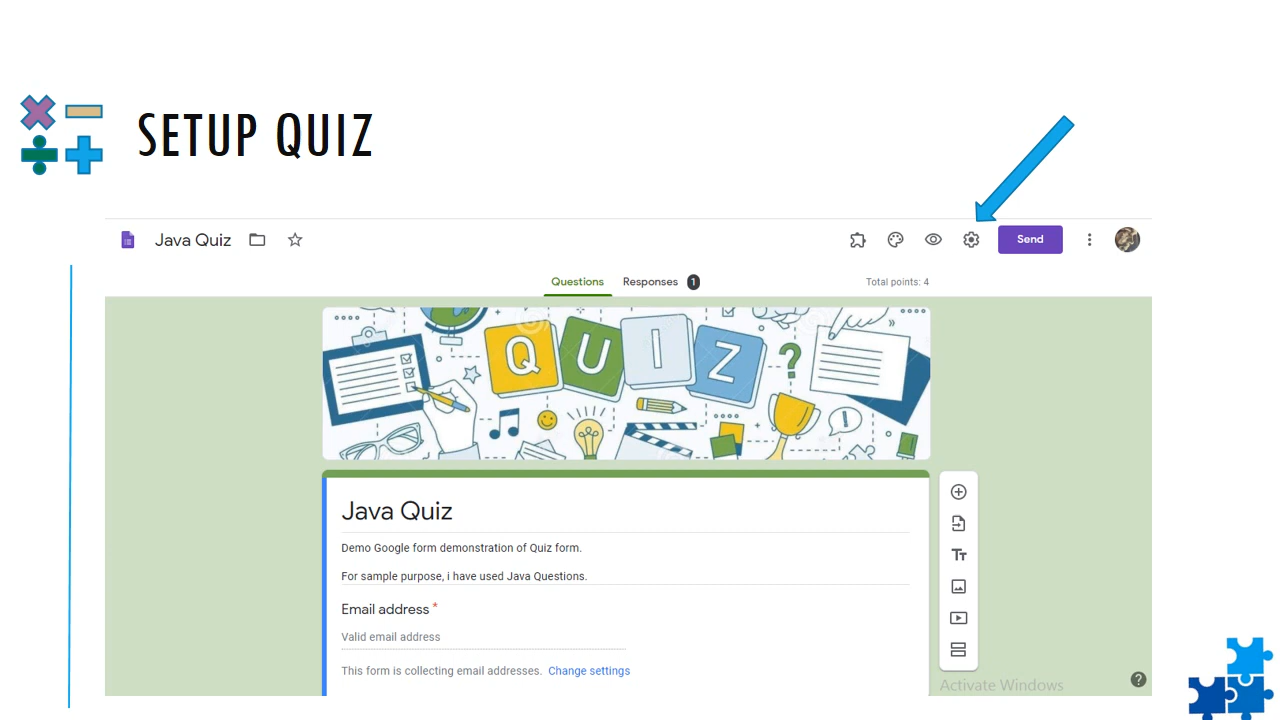 SETUP QUIZ
Java Quiz
Send
Questions
Responses 1
Total points: 4
QUIZ?
Java Quiz
Demo Google form demonstration of Quiz form.
For sample purpose, i have used Java Questions.
Email address *
Valid email address
This form is collecting email addresses. Change settings
TT
Activate Windows